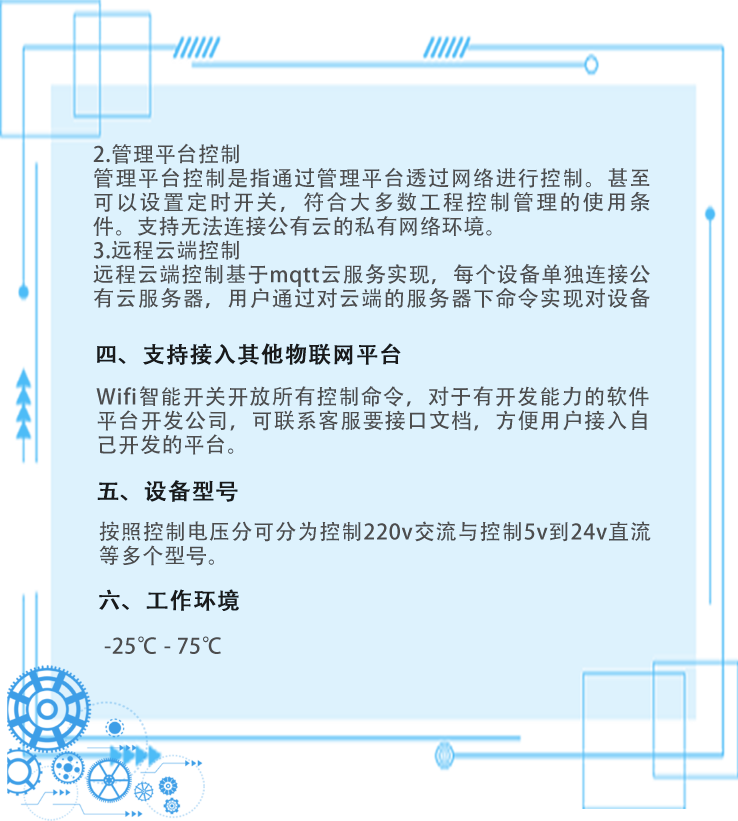 2.管理平台控制
管理平台控制是指通过管理平台透过网络进行控制。甚至
可以设置定时开关，符合大多数工程控制管理的使用条
件。支持无法连接公有云的私有网络环境。
3.远程云端控制
远程云端控制基于mqtt云服务实现，每个设备单独连接公
有云服务器，用户通过对云端的服务器下命令实现对设备
四、支持接入其他物联网平台
Wifi智能开关开放所有控制命令，对于有开发能力的软件
平台开发公司，可联系客服要接口文档，方便用户接入自
己开发的平台。
五、设备型号
按照控制电压分可分为控制220v交流与控制5v到24v直流
等多个型号。
六、工作环境
-25℃ - 75℃